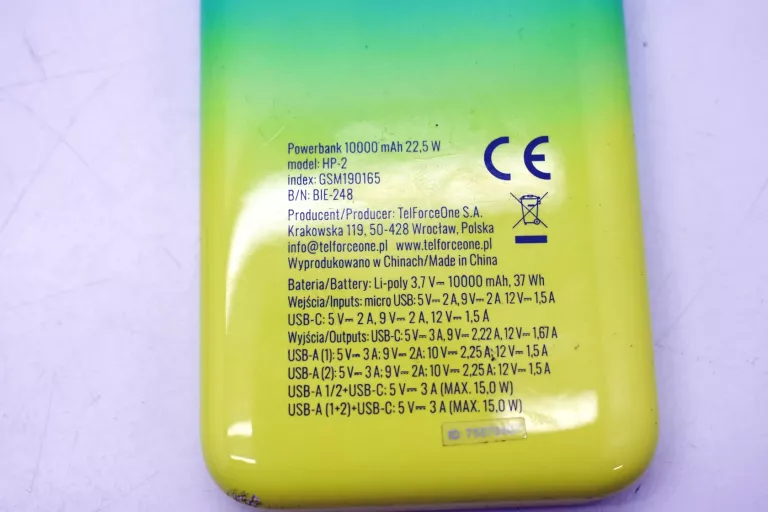 Powerbank 10000 mAh 22,5 W
model: HP-2
index: GSM190165
B/N: BIE-248
CE
Producent/Producer: TelForceOne S.A.
Krakowska 119, 50-428 Wrocław, Polska
info@telforceone.pl www.telforceone.pl
Wyprodukowano w Chinach/Made in China
Bateria/Battery: Li-poly 3,7 V⎓ 10000 mAh, 37 Wh
Wejścia/Inputs: micro USB: 5 V⎓ 2 A, 9 V⎓ 2 A 12 V⎓ 1,5 A
USB-C: 5 V⎓ 2 A, 9 V⎓ 2 A, 12 V⎓ 1,5 A
Wyjścia/Outputs: USB-C: 5 V⎓ 3 A, 9 V⎓ 2,22 A, 12 V⎓ 1,67 A
USB-A (1): 5 V⎓ 3 A; 9 V⎓ 2A; 10 V⎓ 2,25 A; 12 V⎓ 1,5 A
USB-A (2): 5 V⎓ 3 A; 9 V⎓ 2A; 10 V⎓ 2,25 A; 12 V⎓ 1,5 A
USB-A 1/2+USB-C: 5 V⎓ 3 A (MAX. 15,0 W)
USB-A (1+2)+USB-C: 5 V⎓ 3 A (MAX. 15,0 W)
ID